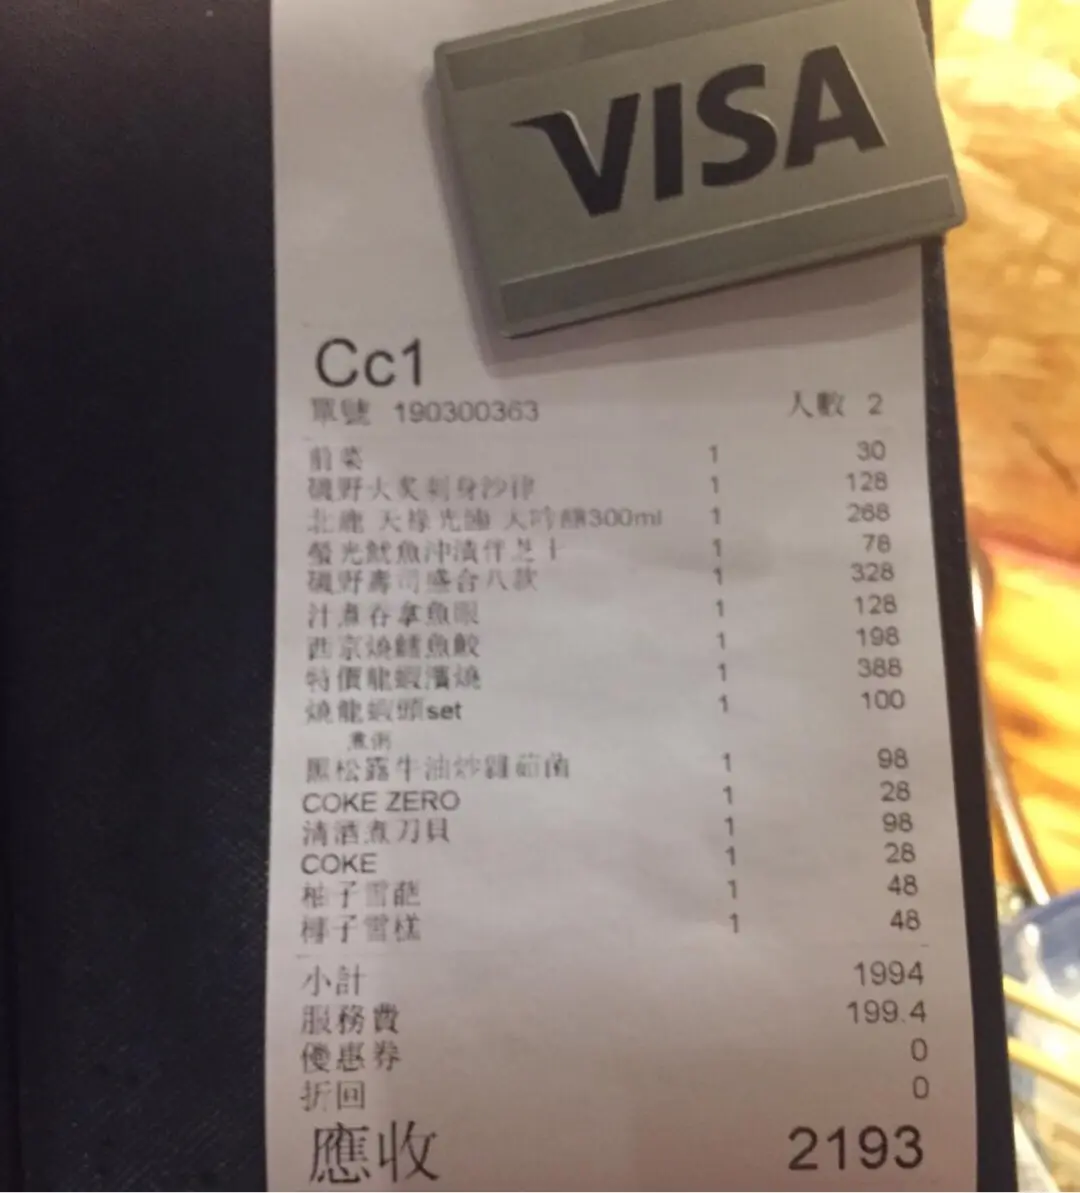 VISA
Cc1
單號 190300363 人數 2
前菜 1 30
磯野大炙刺身沙律 1 128
北鹿 天祿光 大吟釀300ml 1 268
螢光魷魚沖漬伴芝士 1 78
磯野壽司盛合八款 1 328
汁煮吞拿魚眼 1 128
西京燒鱈魚鮫 1 198
特價龍蝦濱燒 1 388
燒龍蝦頭set 1 100
煮粥
黑松露牛油炒雜菇菌 1 98
COKE ZERO 1 28
清酒煮刀貝 1 98
COKE 1 28
柚子雪葩 1 48
椰子雪糕 1 48
小計 1994
服務費 199.4
優惠券 0
折回 0
應收 2193